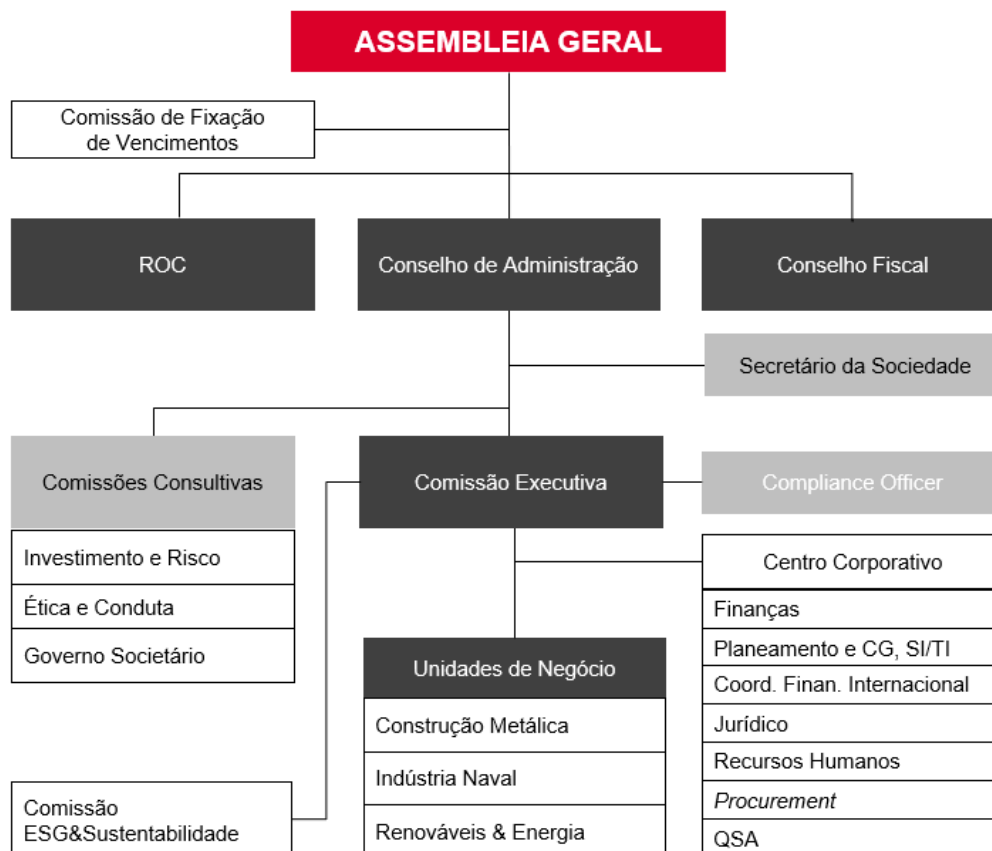 ASSEMBLEIA GERAL
Comissão de Fixação
de Vencimentos
ROC
Conselho de Administração
Conselho Fiscal
Secretário da Sociedade
Comissões Consultivas
Comissão Executiva
Compliance Officer
Investimento e Risco
Ética e Conduta
Governo Societário
Centro Corporativo
Finanças
Planeamento e CG, SI/TI
Coord. Finan. Internacional
Jurídico
Recursos Humanos
Procurement
QSA
Unidades de Negócio
Construção Metálica
Indústria Naval
Renováveis & Energia
Comissão
ESG&Sustentabilidade